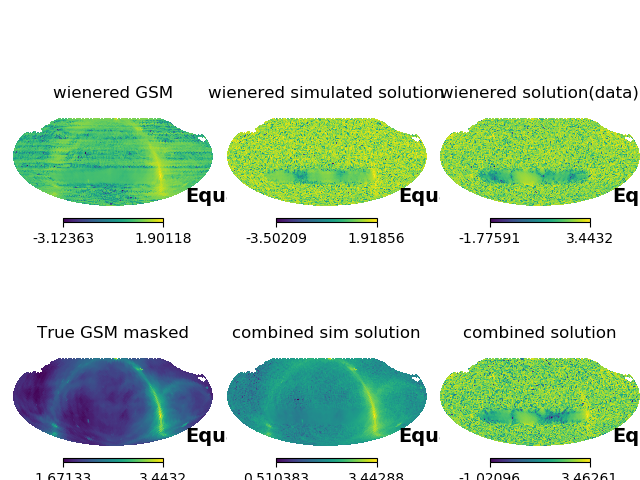 wienered GSM
wienered simulated solution
wienered solution(data)
Equ
Equ
Eq
-3.12363 1.90118
-3.50209 1.91856
-1.77591 3.4432
True GSM masked
combined sim solution
combined solution
Equ
Equ
Eq
1.67133 3.4432
0.510383 3.44288
-1.02096 3.46261